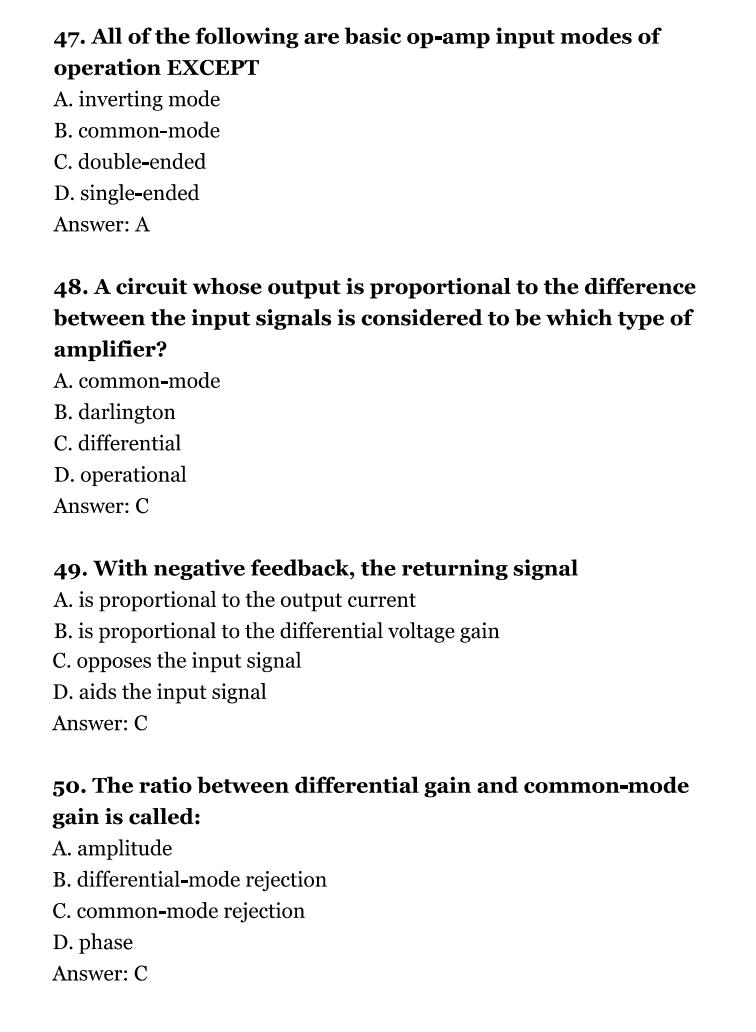 47. All of the following are basic op-amp input modes of
operation EXCEPT
A. inverting mode
B. common-mode
C. double-ended
D. single-ended
Answer: A
48. A circuit whose output is proportional to the difference
between the input signals is considered to be which type of
amplifier?
A. common-mode
B. darlington
C. differential
D. operational
Answer: C
49. With negative feedback, the returning signal
A. is proportional to the output current
B. is proportional to the differential voltage gain
C. opposes the input signal
D. aids the input signal
Answer: C
50. The ratio between differential gain and common-mode
gain is called:
A. amplitude
B. differential-mode rejection
C. common-mode rejection
D. phase
Answer: C